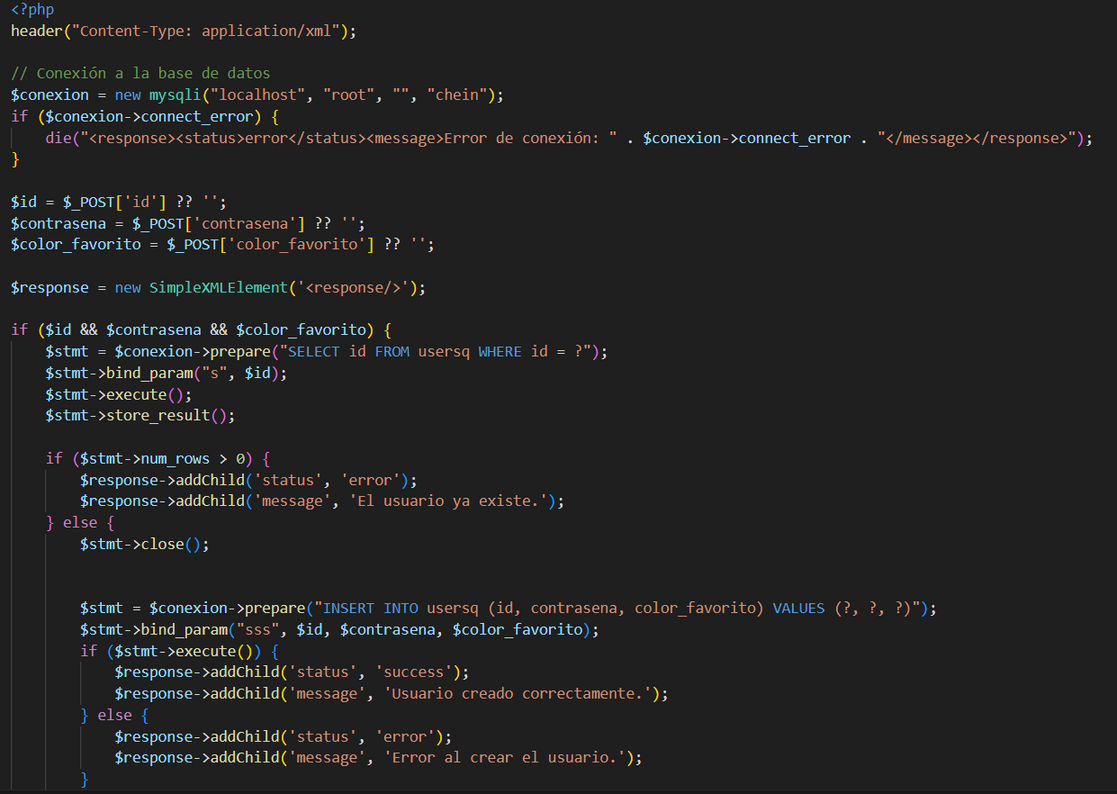 <?php
header("Content-Type: application/xml");
// Conexión a la base de datos
$conexion = new mysqli("localhost", "root", "", "chein");
if ($conexion->connect_error) {
    die("<response><status>error</status><message>Error de conexión: " . $conexion->connect_error . "</message></response>");
}
$id = $_POST['id'] ?? '';
$contrasena = $_POST['contrasena'] ?? '';
$color_favorito = $_POST['color_favorito'] ?? '';
$response = new SimpleXMLElement('<response/>');
if ($id && $contrasena && $color_favorito) {
    $stmt = $conexion->prepare("SELECT id FROM usersq WHERE id = ?");
    $stmt->bind_param("s", $id);
    $stmt->execute();
    $stmt->store_result();
    if ($stmt->num_rows > 0) {
        $response->addChild('status', 'error');
        $response->addChild('message', 'El usuario ya existe.');
    } else {
        $stmt->close();
        $stmt = $conexion->prepare("INSERT INTO usersq (id, contrasena, color_favorito) VALUES (?, ?, ?)");
        $stmt->bind_param("sss", $id, $contrasena, $color_favorito);
        if ($stmt->execute()) {
            $response->addChild('status', 'success');
            $response->addChild('message', 'Usuario creado correctamente.');
        } else {
            $response->addChild('status', 'error');
            $response->addChild('message', 'Error al crear el usuario.');
        }